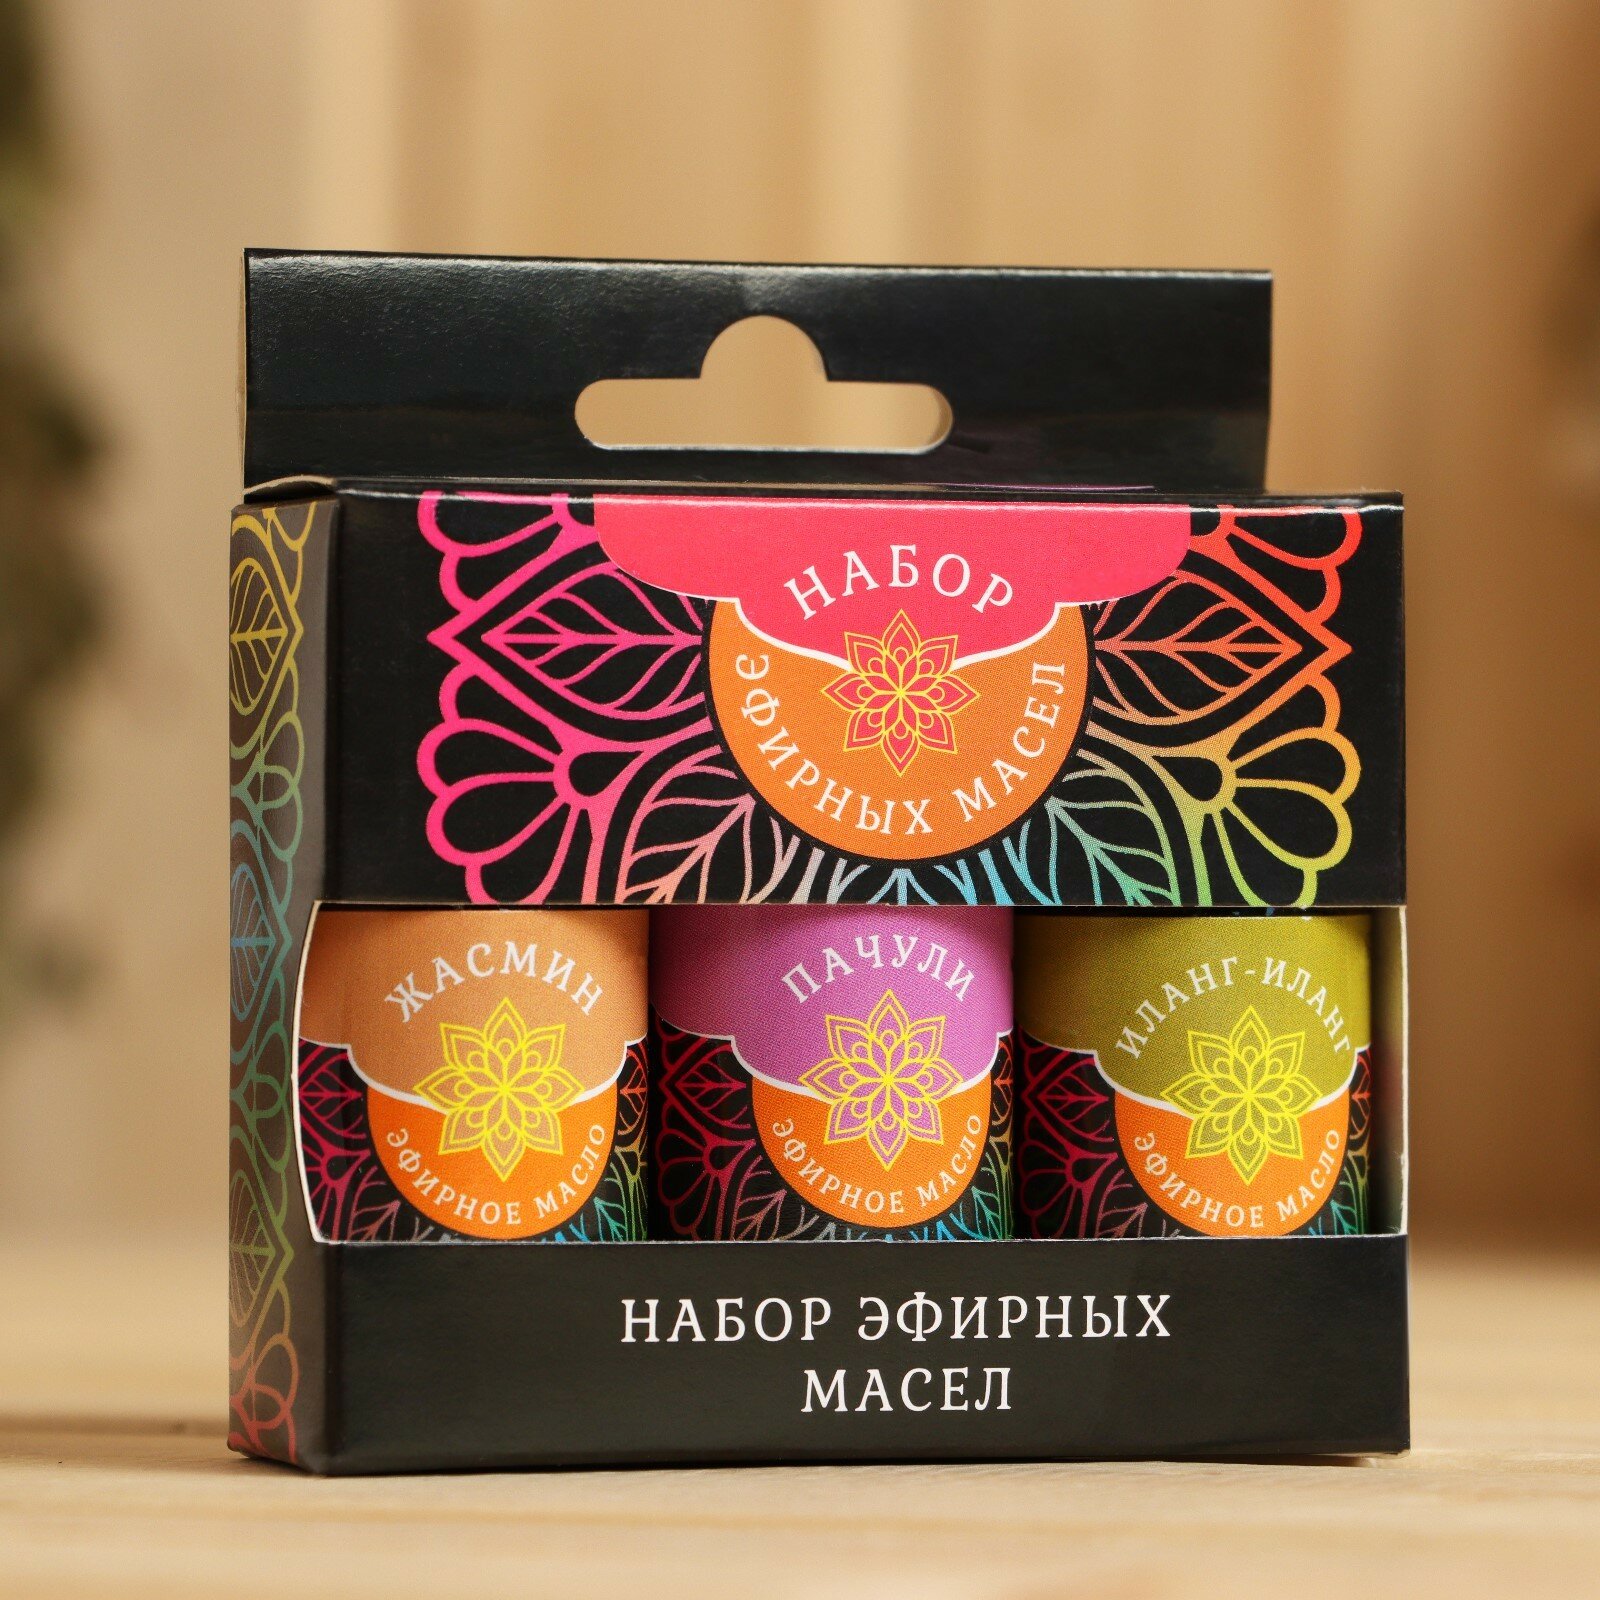 НАБОР
ЭФИРНЫХ МАСЕЛ
ЖАСМИН
ЭФИРНОЕ МАСЛО
ПАЧУЛИ
ЭФИРНОЕ МАСЛО
ИЛАНГ-ИЛАНГ
ЭФИРНОЕ МАСЛО
НАБОР ЭФИРНЫХ
МАСЕЛ